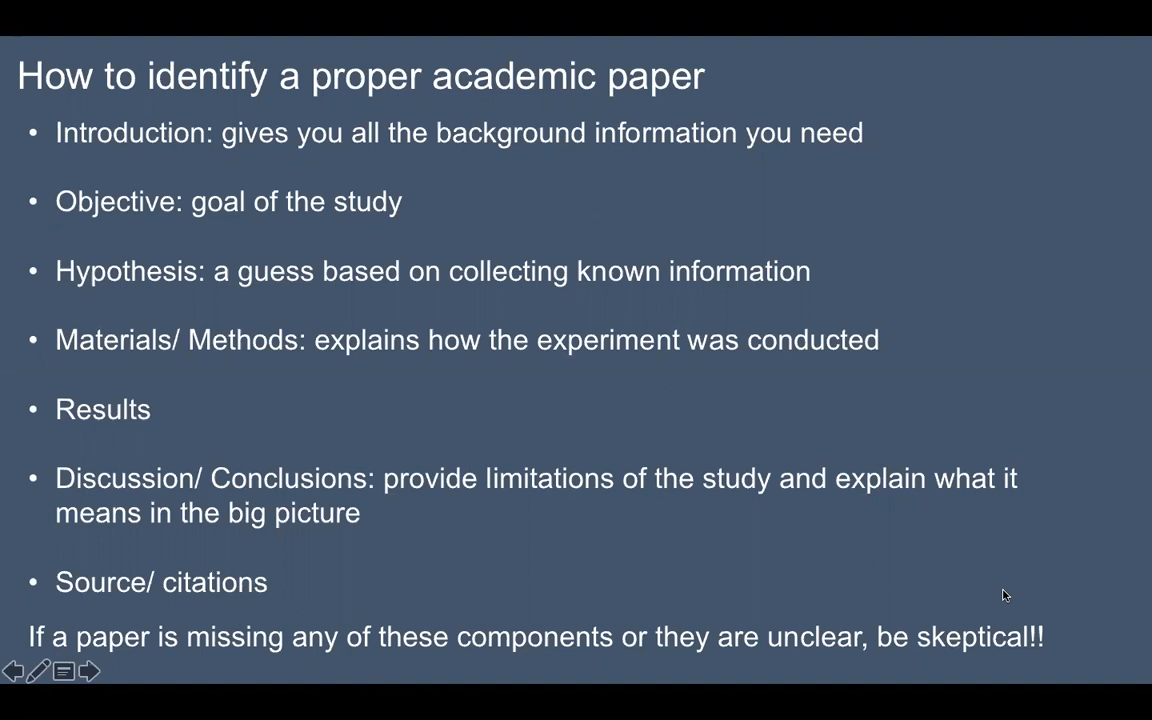 How to identify a proper academic paper
• Introduction: gives you all the background information you need
• Objective: goal of the study
• Hypothesis: a guess based on collecting known information
• Materials/ Methods: explains how the experiment was conducted
• Results
• Discussion/ Conclusions: provide limitations of the study and explain what it
means in the big picture
• Source/ citations
If a paper is missing any of these components or they are unclear, be skeptical!!